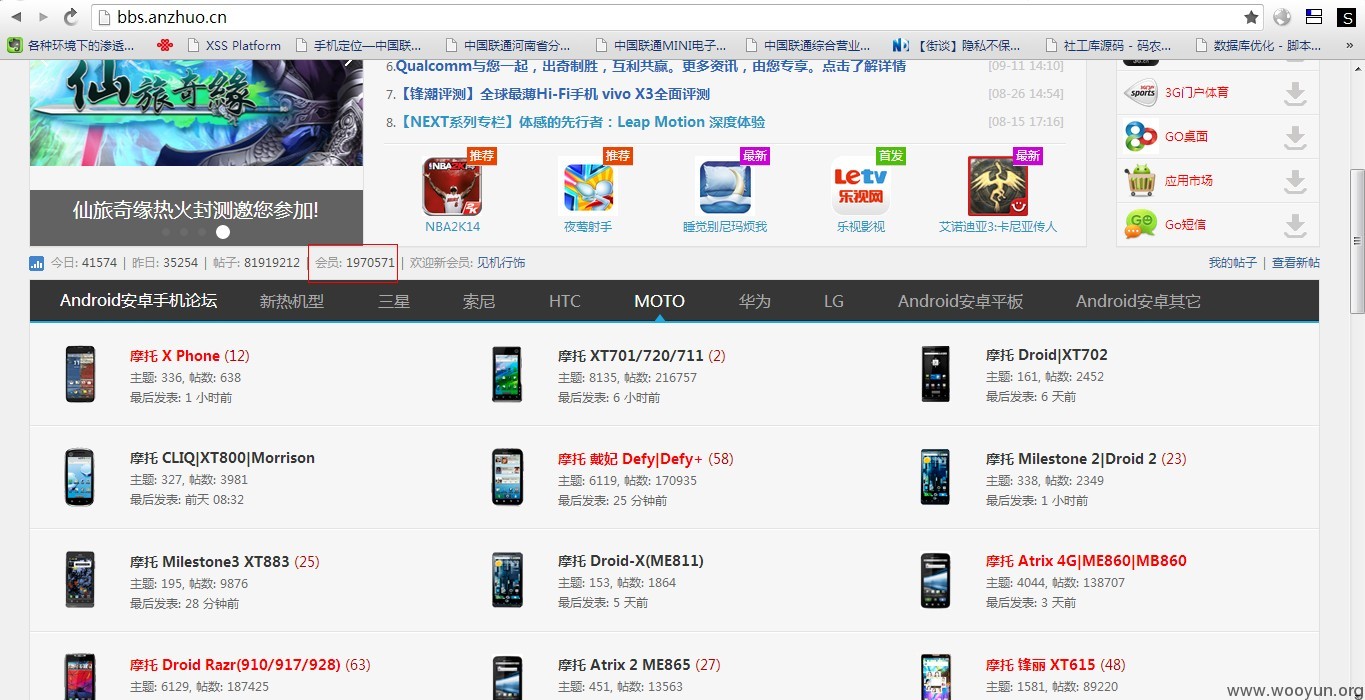 bbs.anzhuo.cn
各种环境下的渗透...
XSS Platform
手机定位—中国联...
中国联通河南省分...
中国联通MINI电子...
中国联通综合营业...
【街谈】隐私不保...
社工库源码 - 码农...
数据库优化 - 脚本...
»
仙旅奇緣
仙旅奇缘热火封测邀您参加!
6.Qualcomm与您一起，出奇制胜，互利共赢。更多资讯，由您专享。点击了解详情 [09-11 14:10]
7.【锋潮评测】全球最薄Hi-Fi手机 vivo X3全面评测 [08-26 14:54]
8.【NEXT系列专栏】体感的先行者：Leap Motion 深度体验 [08-15 17:16]
推荐 推荐 最新 首发 最新
NBA2K14 夜莺射手 睡觉别尼玛烦我 乐视影视 艾诺迪亚3:卡尼亚传人
Letv 乐视网
3G门户体育
GO桌面
应用市场
Go短信
今日: 41574 | 昨日: 35254 | 帖子: 81919212 | 会员: 1970571 | 欢迎新会员: 见机行饰
我的帖子 | 查看新帖
Android安卓手机论坛 新热机型 三星 索尼 HTC MOTO 华为 LG Android安卓平板 Android安卓其它
摩托 X Phone (12)
主题: 336, 帖数: 638
最后发表: 1 小时前
摩托 XT701/720/711 (2)
主题: 8135, 帖数: 216757
最后发表: 6 小时前
摩托 Droid|XT702
主题: 161, 帖数: 2452
最后发表: 6 天前
摩托 CLIQ|XT800|Morrison
主题: 327, 帖数: 3981
最后发表: 前天 08:32
摩托 戴妃 Defy|Defy+ (58)
主题: 6119, 帖数: 170935
最后发表: 25 分钟前
摩托 Milestone 2|Droid 2 (23)
主题: 338, 帖数: 2349
最后发表: 1 小时前
摩托 Milestone3 XT883 (25)
主题: 195, 帖数: 9876
最后发表: 28 分钟前
摩托 Droid-X(ME811)
主题: 153, 帖数: 1864
最后发表: 5 天前
摩托 Atrix 4G|ME860|MB860
主题: 4044, 帖数: 138707
最后发表: 3 天前
摩托 Droid Razr(910/917/928) (63)
主题: 6129, 帖数: 187425
摩托 Atrix 2 ME865 (27)
主题: 451, 帖数: 13563
摩托 锋丽 XT615 (48)
主题: 1581, 帖数: 89220
www.wooyun.org